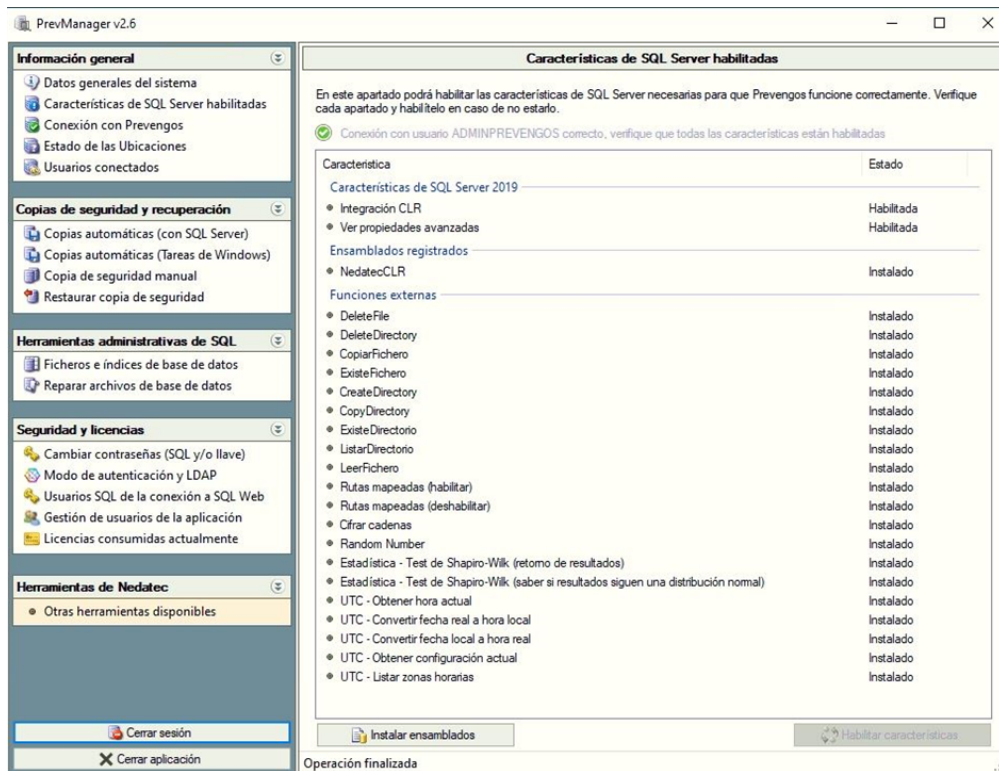 PrevManager v2.6
Información general
Datos generales del sistema
Características de SQL Server habilitadas
Conexión con Prevengos
Estado de las Ubicaciones
Usuarios conectados
Copias de seguridad y recuperación
Copias automáticas (con SQL Server)
Copias automáticas (Tareas de Windows)
Copia de seguridad manual
Restaurar copia de seguridad
Herramientas administrativas de SQL
Ficheros e índices de base de datos
Reparar archivos de base de datos
Seguridad y licencias
Cambiar contraseñas (SQL y/o llave)
Modo de autenticación y LDAP
Usuarios SQL de la conexión a SQL Web
Gestión de usuarios de la aplicación
Licencias consumidas actualmente
Herramientas de Nedatec
Otras herramientas disponibles
Cerrar sesión
Cerrar aplicación
Características de SQL Server habilitadas
En este apartado podrá habilitar las características de SQL Server necesarias para que Prevengos funcione correctamente. Verifique
cada apartado y habilítelo en caso de no estarlo.
Conexión con usuario ADMINPREVENGOS correcto, verifique que todas las características están habilitadas
Característica Estado
Características de SQL Server 2019
Integración CLR Habilitada
Ver propiedades avanzadas Habilitada
Ensamblados registrados
NedatecCLR Instalado
Funciones externas
DeleteFile Instalado
DeleteDirectory Instalado
CopiarFichero Instalado
ExisteFichero Instalado
CreateDirectory Instalado
CopyDirectory Instalado
ExisteDirectorio Instalado
ListarDirectorio Instalado
LeerFichero Instalado
Rutas mapeadas (habilitar) Instalado
Rutas mapeadas (deshabilitar) Instalado
Cifrar cadenas Instalado
Random Number Instalado
Estadística - Test de Shapiro-Wilk (retorno de resultados) Instalado
Estadística - Test de Shapiro-Wilk (saber si resultados siguen una distribución normal) Instalado
UTC - Obtener hora actual Instalado
UTC - Convertir fecha real a hora local Instalado
UTC - Convertir fecha local a hora real Instalado
UTC - Obtener configuración actual Instalado
UTC - Listar zonas horarias Instalado
Instalar ensamblados
Habilitar características
Operación finalizada